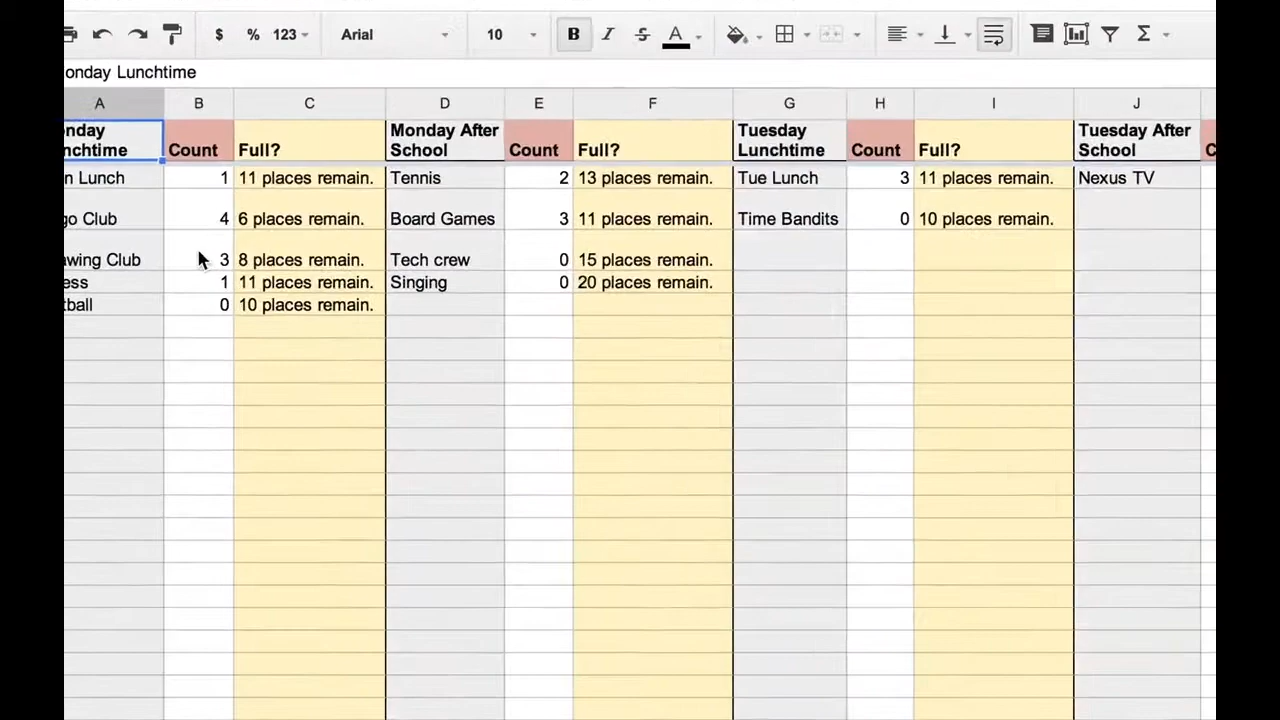 $ % 123 Arial 10 B I S A Σ
onday Lunchtime
A B C D E F G H I J
nday Monday After Tuesday Tuesday After
nchtime Count Full? School Count Full? Lunchtime Count Full? School C
n Lunch 1 11 places remain. Tennis 2 13 places remain. Tue Lunch 3 11 places remain. Nexus TV
go Club 4 6 places remain. Board Games 3 11 places remain. Time Bandits 0 10 places remain.
awing Club 3 8 places remain. Tech crew 0 15 places remain.
ess 1 11 places remain. Singing 0 20 places remain.
tball 0 10 places remain.